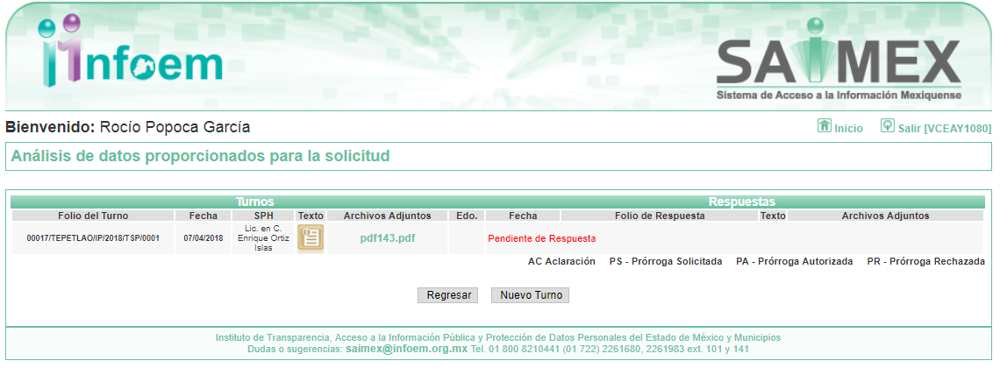 infoem
SAIMEX
Sistema de Acceso a la Información Mexiquense
Bienvenido: Rocío Popoca García
Inicio Salir [VCEAY1080]
Análisis de datos proporcionados para la solicitud
Turnos Respuestas
Folio del Turno Fecha SPH Texto Archivos Adjuntos Edo. Fecha Folio de Respuesta Texto Archivos Adjuntos
00017/TEPETLAO/IP/2018/TSP/0001 07/04/2018 Lic. en C. Enrique Ortiz Islas pdf143.pdf Pendiente de Respuesta
AC Aclaración PS - Prórroga Solicitada PA - Prórroga Autorizada PR - Prórroga Rechazada
Regresar Nuevo Turno
Instituto de Transparencia, Acceso a la Información Pública y Protección de Datos Personales del Estado de México y Municipios
Dudas o sugerencias: saimex@infoem.org.mx Tel. 01 800 8210441 (01 722) 2261680, 2261983 ext. 101 y 141